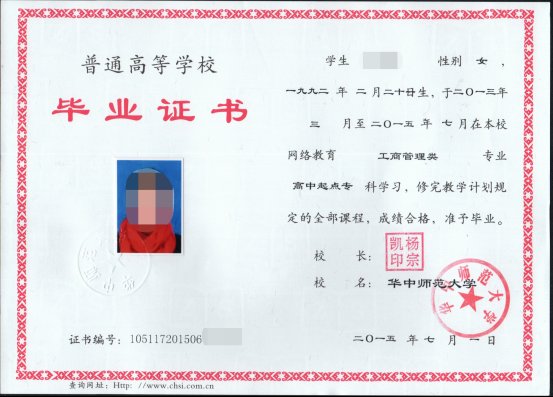 普通高等学校
毕业证书
学生 性别 女 ，
一九九二 年 二 月二十日生，于二〇一三年
三 月至二〇一五年 七 月在本校
网络教育 工商管理类 专业
高中起点专 科学习，修完教学计划规
定的全部课程，成绩合格，准予毕业。
校 长：
杨宗凯印
校 名：华中师范大学
华中师范大学
证书编号：105117201506
二〇一五 年 七 月 一 日
查询网址：Http: //www.chsi.com.cn